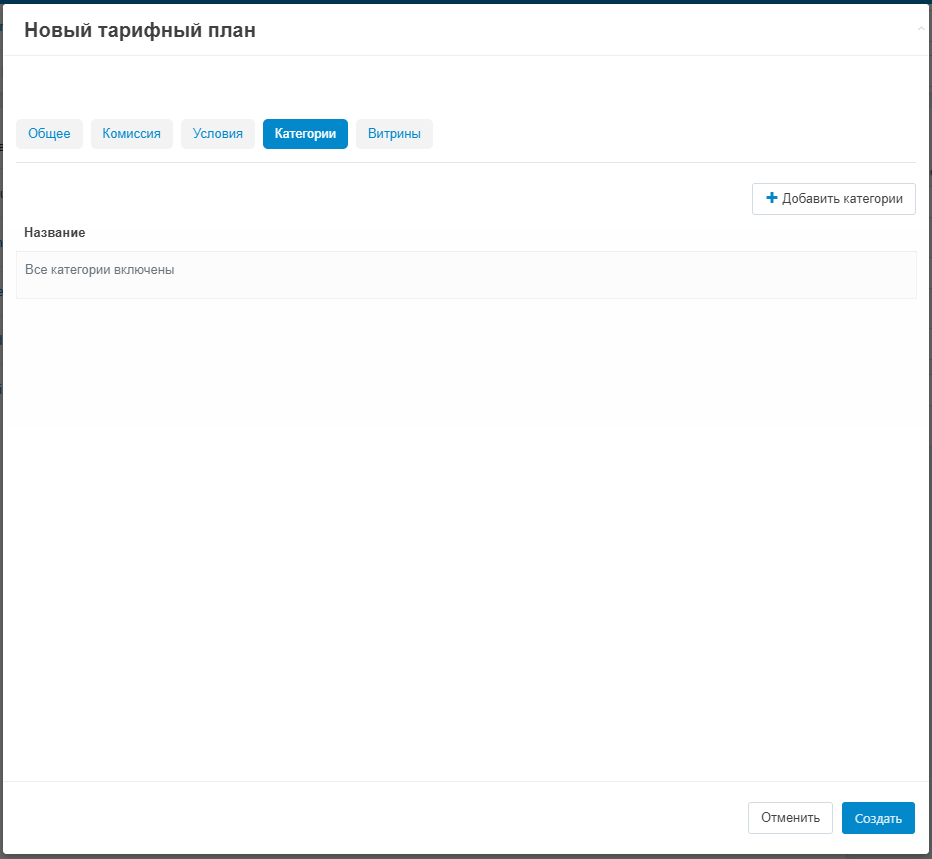 Новый тарифный план
Общее Комиссия Условия Категории Витрины
Добавить категории
Название
Все категории включены
Отменить Создать